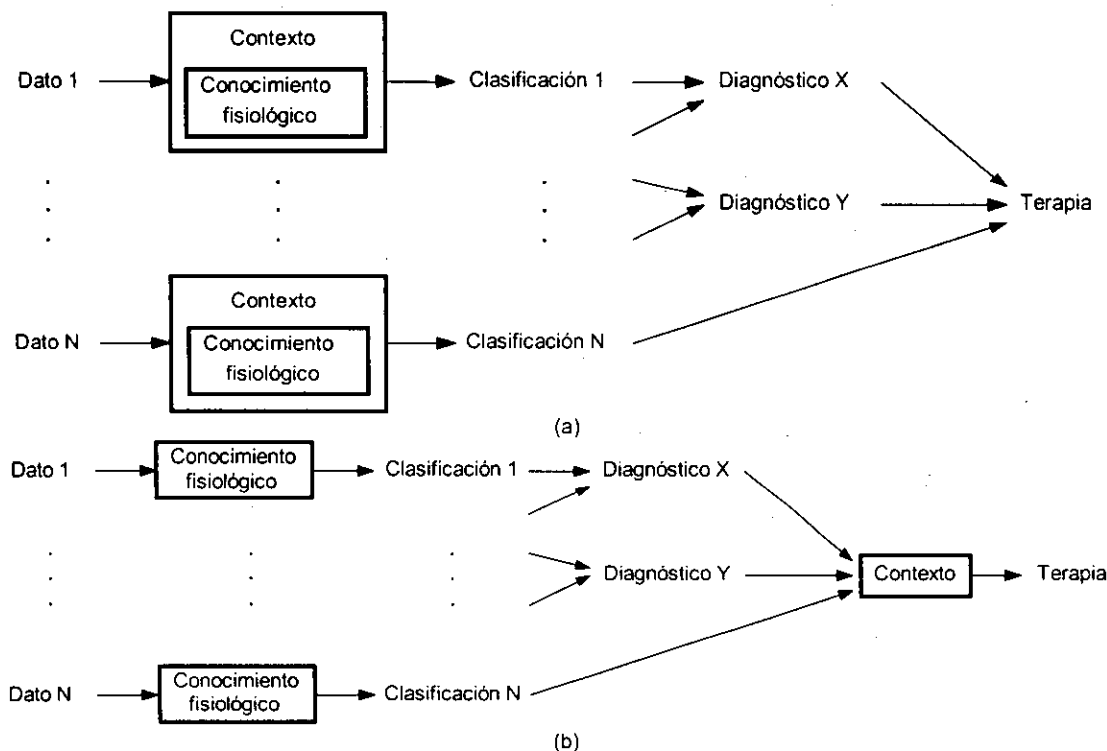 Contexto
Dato 1
Conocimiento
fisiológico
Clasificación 1
Diagnóstico X
Diagnóstico Y
Terapia
Contexto
Dato N
Conocimiento
fisiológico
Clasificación N
(a)
Dato 1
Conocimiento
fisiológico
Clasificación 1
Diagnóstico X
Diagnóstico Y
Contexto
Terapia
Dato N
Conocimiento
fisiológico
Clasificación N
(b)